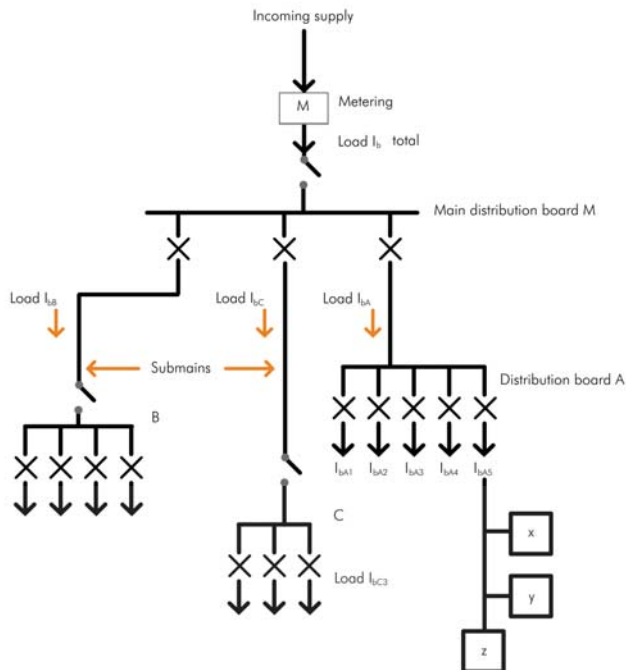 Incoming supply
M
Metering
Load Ib total
Main distribution board M
Load IbB
Load IbC
Load IbA
Submains
Distribution board A
B
IbA1 IbA2 IbA3 IbA4 IbA5
C
x
Load IbC3
y
z